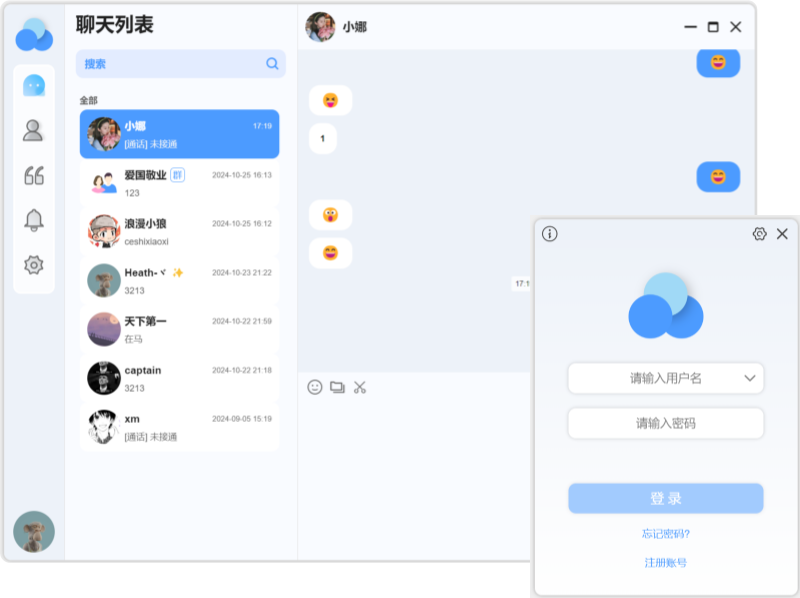 聊天列表
搜索
全部
小娜 17:19
[通话] 未接通
爱国敬业 群 2024-10-25 16:13
123
浪漫小狼 2024-10-25 16:12
ceshixiaoxi
Heath-ヾ ✨ 2024-10-23 21:22
3213
天下第一 2024-10-22 21:59
在马
captain 2024-10-22 21:18
3213
xm 2024-09-05 15:19
[通话] 未接通
小娜
1
17:1
请输入用户名
请输入密码
登 录
忘记密码?
注册账号